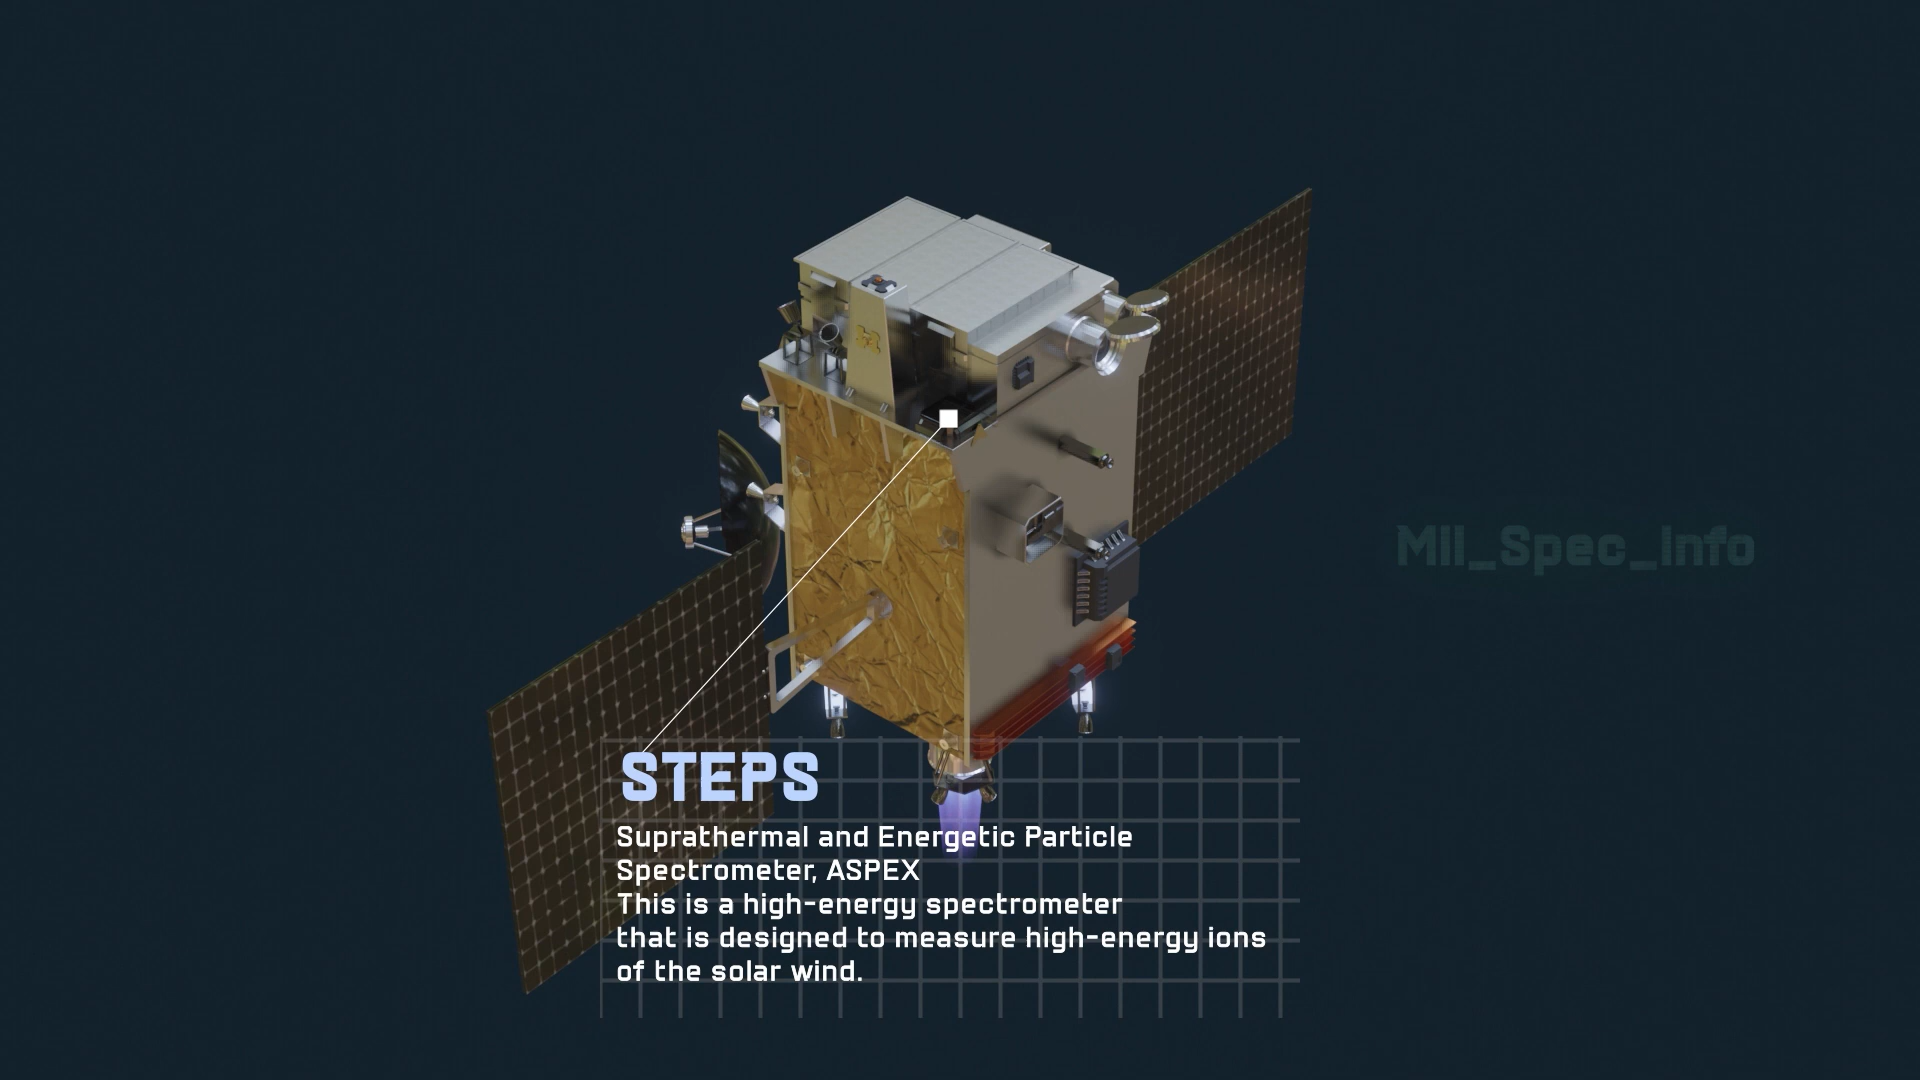 Mil_Spec_Info
STEPS
Suprathermal and Energetic Particle
Spectrometer, ASPEX
This is a high-energy spectrometer
that is designed to measure high-energy ions
of the solar wind.